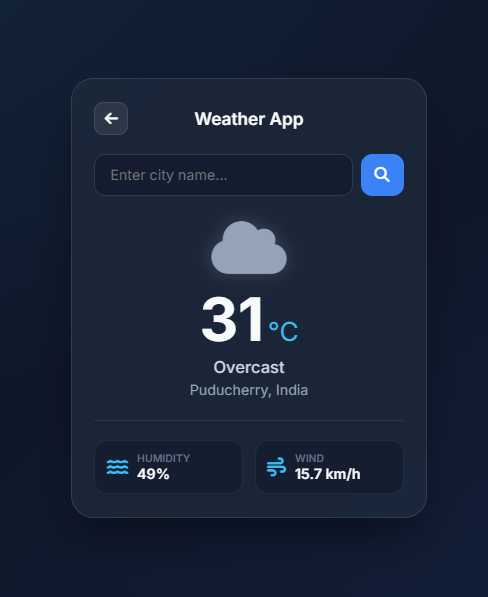 Weather App
Enter city name...
31°C
Overcast
Puducherry, India
HUMIDITY
49%
WIND
15.7 km/h